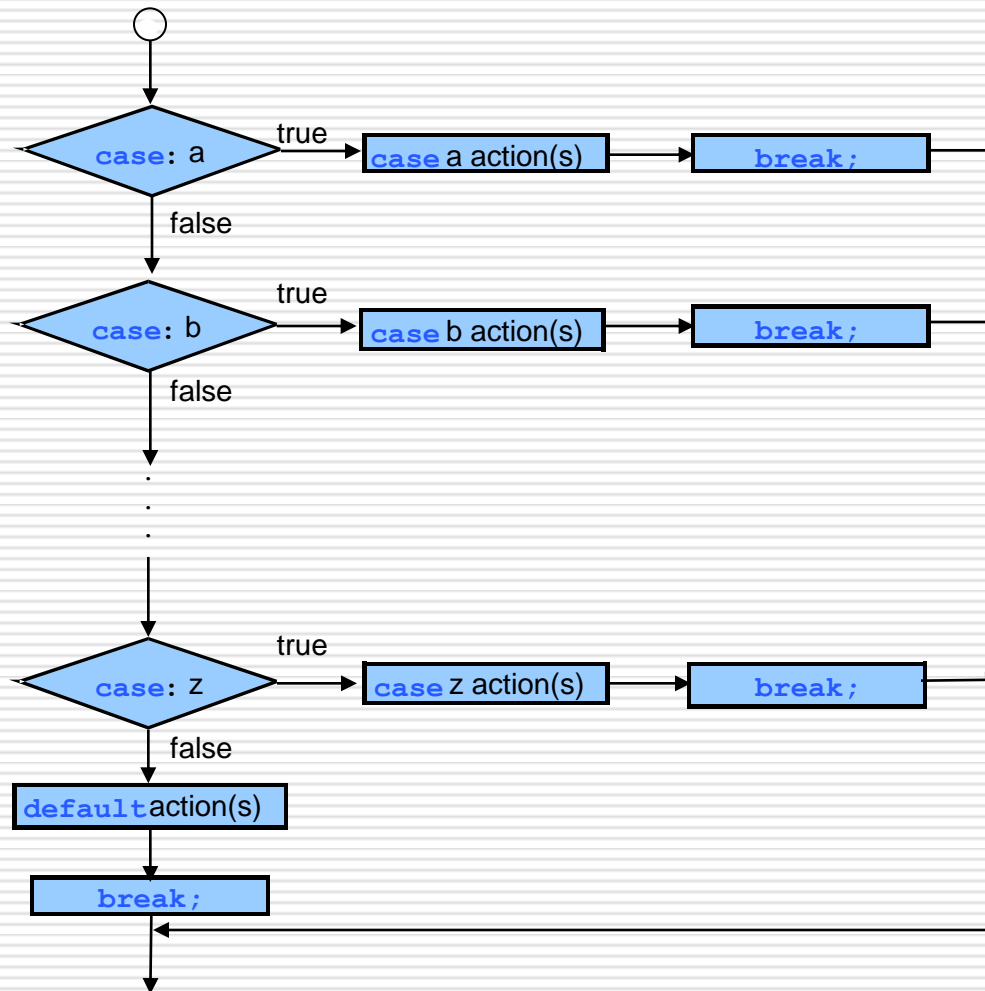 case: a
true
case a action(s)
break;
false
case: b
true
case b action(s)
break;
false
.
.
.
case: z
true
case z action(s)
break;
false
default action(s)
break;